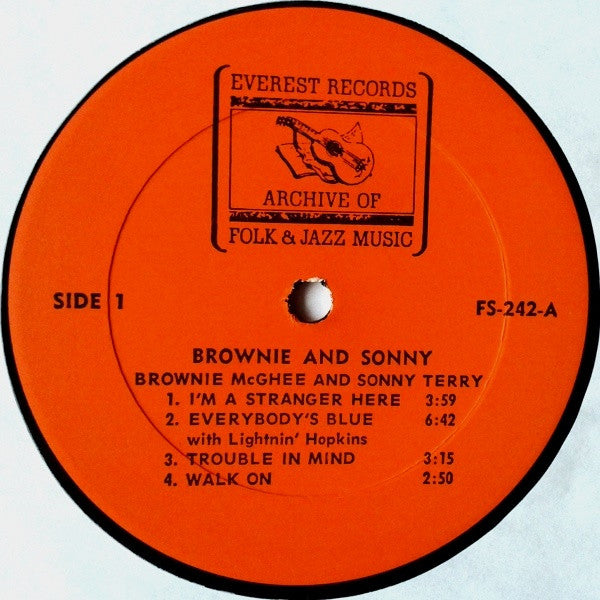 EVEREST RECORDS
ARCHIVE OF
FOLK & JAZZ MUSIC
SIDE 1
FS-242-A
BROWNIE AND SONNY
BROWNIE McGHEE AND SONNY TERRY
1. I'M A STRANGER HERE 3:59
2. EVERYBODY'S BLUE 6:42
with Lightnin' Hopkins
3. TROUBLE IN MIND 3:15
4. WALK ON 2:50